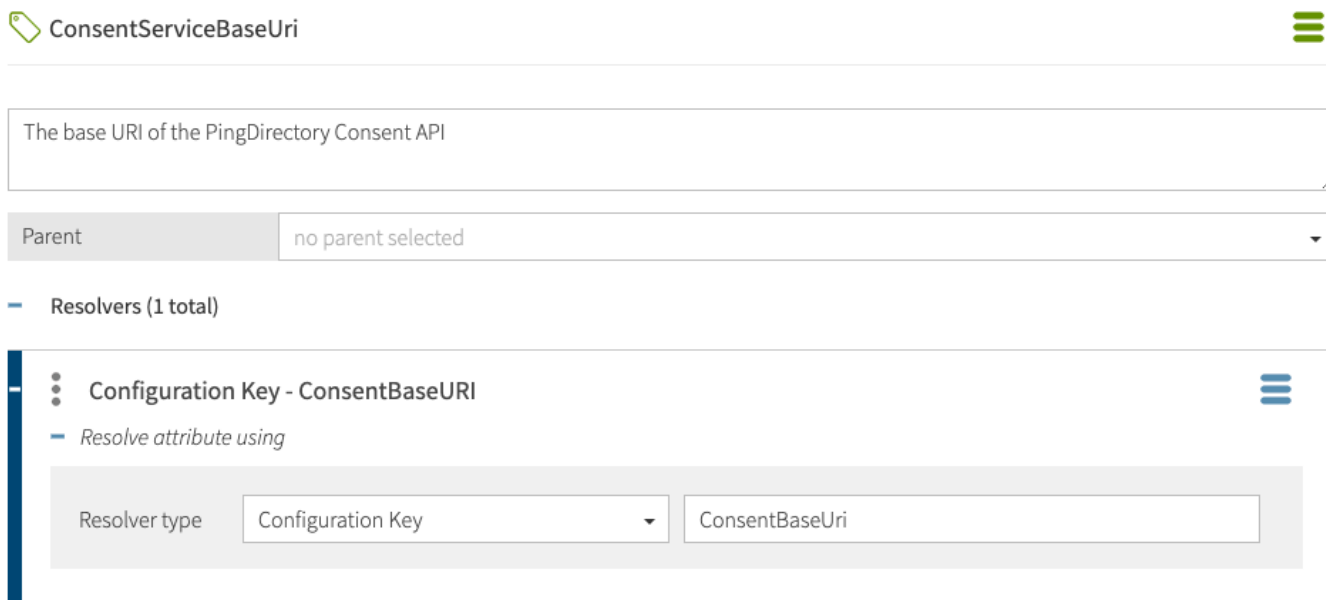 ConsentServiceBaseUri
The base URI of the PingDirectory Consent API
Parent no parent selected
Resolvers (1 total)
Configuration Key - ConsentBaseURI
Resolve attribute using
Resolver type Configuration Key ConsentBaseUri